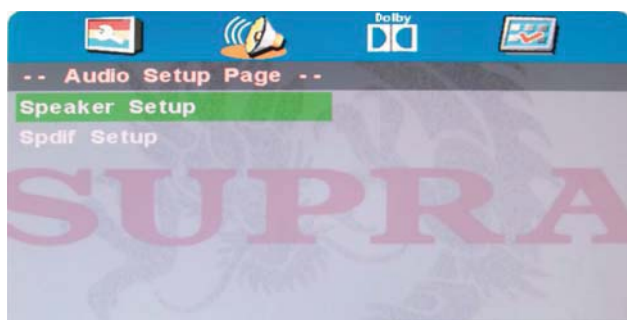 Dolby
-- Audio Setup Page --
Speaker Setup
Spdif Setup
SUPRA